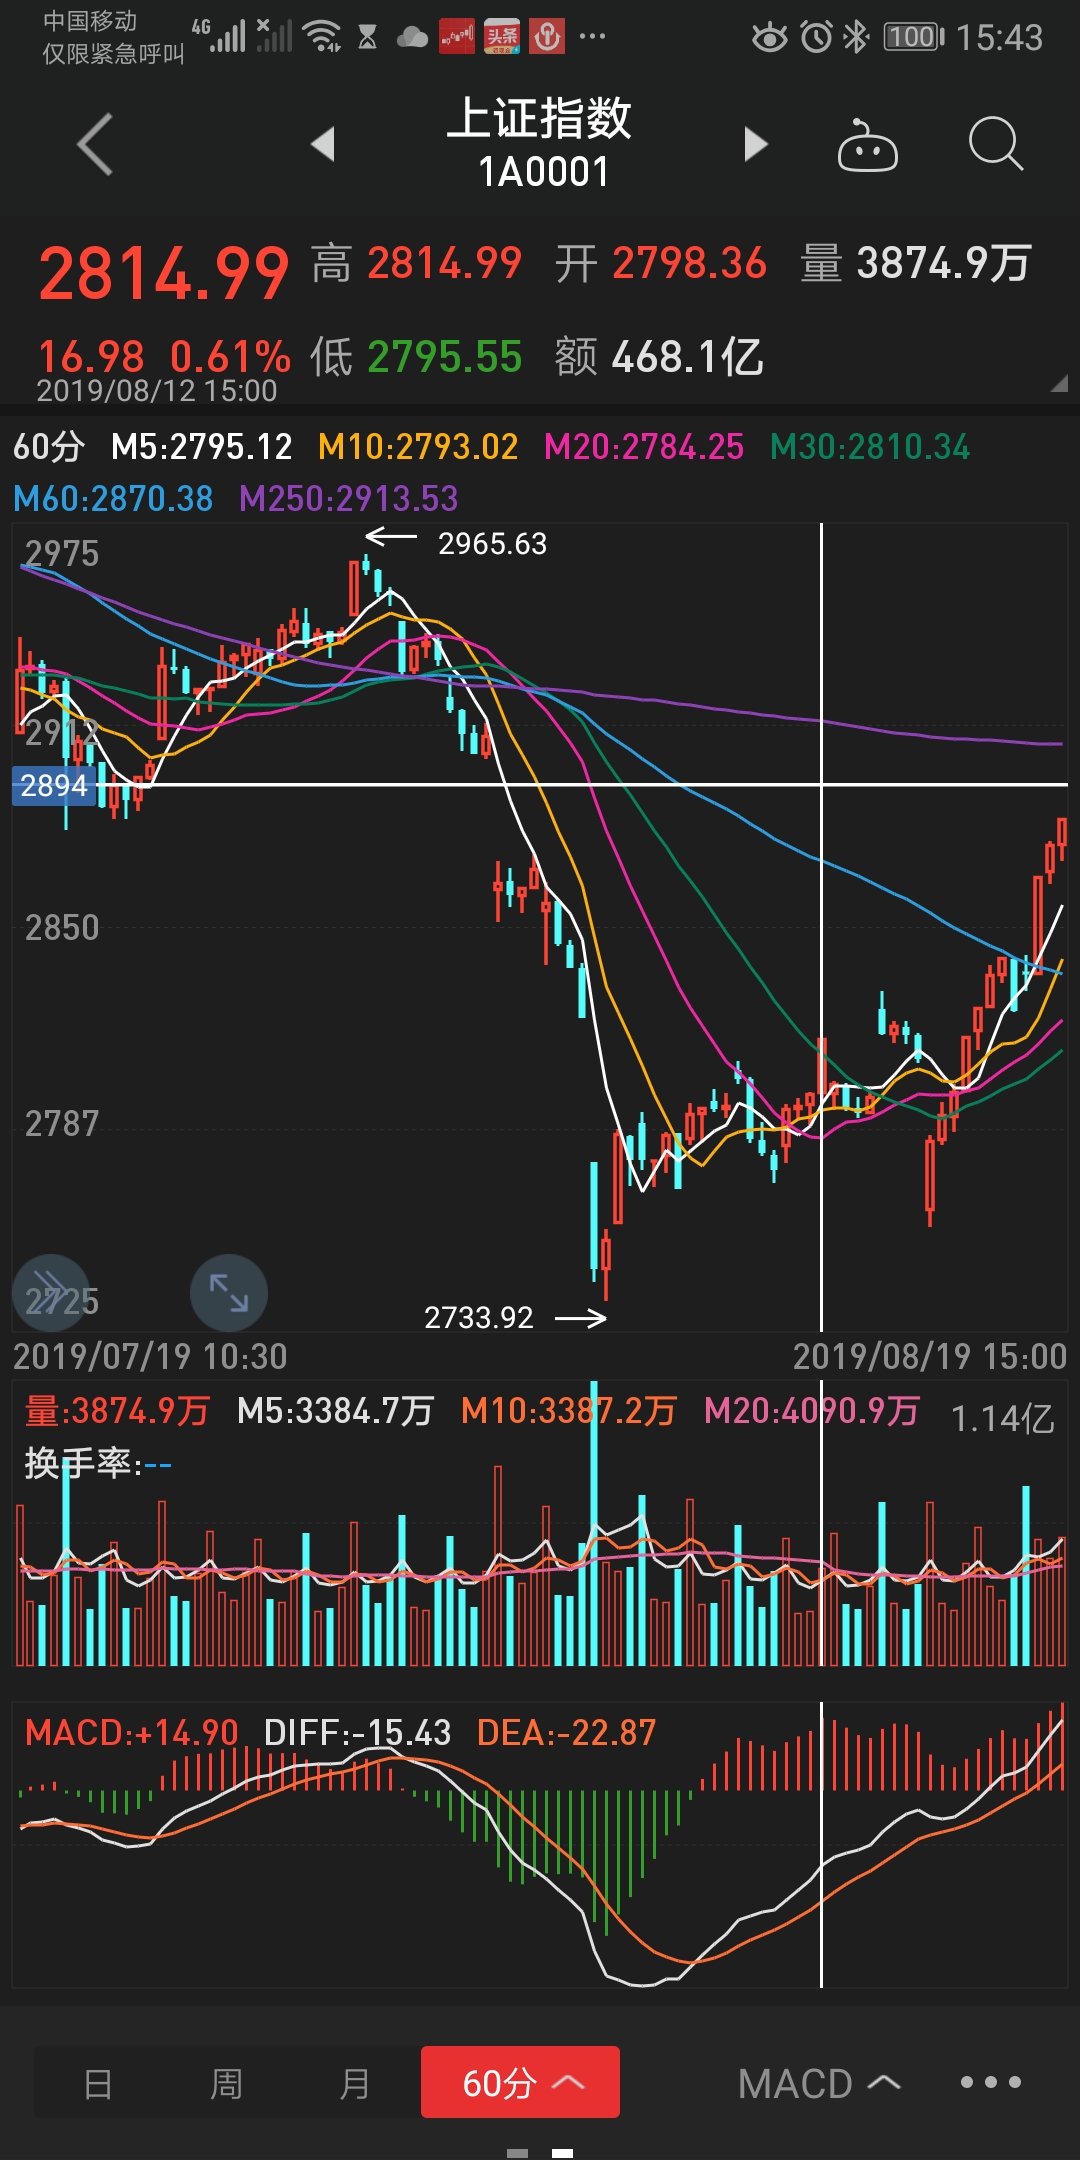 中国移动
仅限紧急呼叫
4G
头条
100
15:43
上证指数
1A0001
2814.99 高 2814.99 开 2798.36 量 3874.9万
16.98 0.61% 低 2795.55 额 468.1亿
2019/08/12 15:00
60分 M5:2795.12 M10:2793.02 M20:2784.25 M30:2810.34
M60:2870.38 M250:2913.53
2965.63
2975
2912
2894
2850
2787
2725
2733.92
2019/07/19 10:30 2019/08/19 15:00
量:3874.9万 M5:3384.7万 M10:3387.2万 M20:4090.9万 1.14亿
换手率:--
MACD:+14.90 DIFF:-15.43 DEA:-22.87
日 周 月 60分 MACD